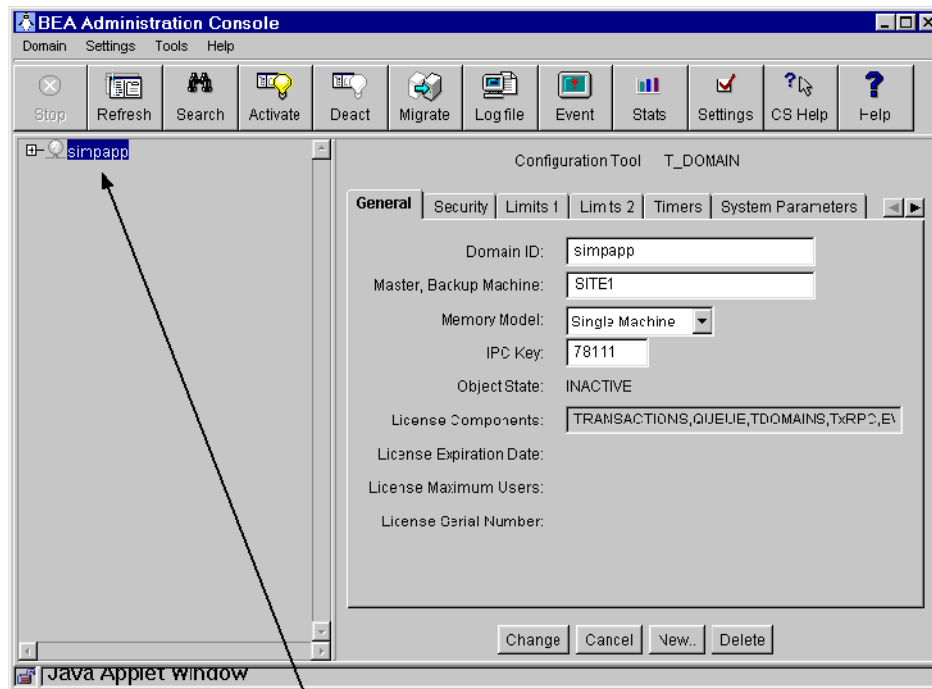 BEA Administration Console
Domain Settings Tools Help
Stop Refresh Search Activate Deact Migrate Logfile Event Stats Settings CS Help Help
simpapp
Configuration Tool T_DOMAIN
General Security Limits 1 Limits 2 Timers System Parameters
Domain ID: simpapp
Master, Backup Machine: SITE1
Memory Model: Single Machine
IPC Key: 78111
Object State: INACTIVE
License Components: TRANSACTIONS,QUEUE,TDOMAINS,TxRPC,EV
License Expiration Date:
License Maximum Users:
License Serial Number:
Change Cancel New.. Delete
Java Applet Window